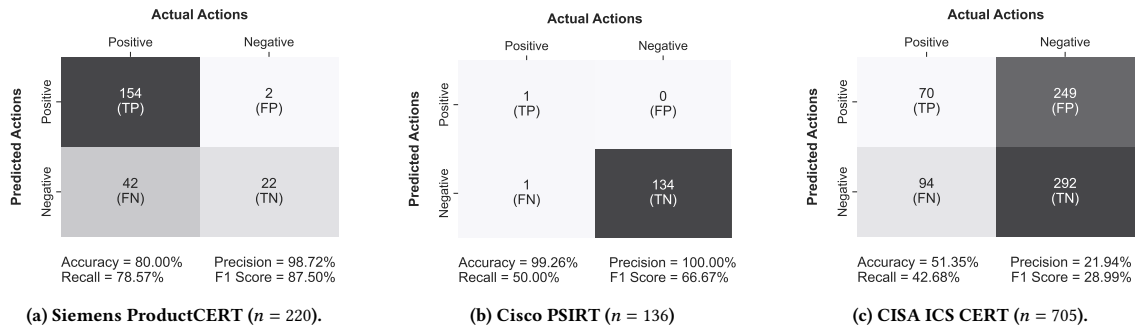 Actual Actions
Positive Negative
Predicted Actions
Positive
Negative
154
(TP)
2
(FP)
42
(FN)
22
(TN)
Accuracy = 80.00% Precision = 98.72%
Recall = 78.57% F1 Score = 87.50%
(a) Siemens ProductCERT (n = 220).
Actual Actions
Positive Negative
Predicted Actions
Positive
Negative
1
(TP)
0
(FP)
1
(FN)
134
(TN)
Accuracy = 99.26% Precision = 100.00%
Recall = 50.00% F1 Score = 66.67%
(b) Cisco PSIRT (n = 136)
Actual Actions
Positive Negative
Predicted Actions
Positive
Negative
70
(TP)
249
(FP)
94
(FN)
292
(TN)
Accuracy = 51.35% Precision = 21.94%
Recall = 42.68% F1 Score = 28.99%
(c) CISA ICS CERT (n = 705).